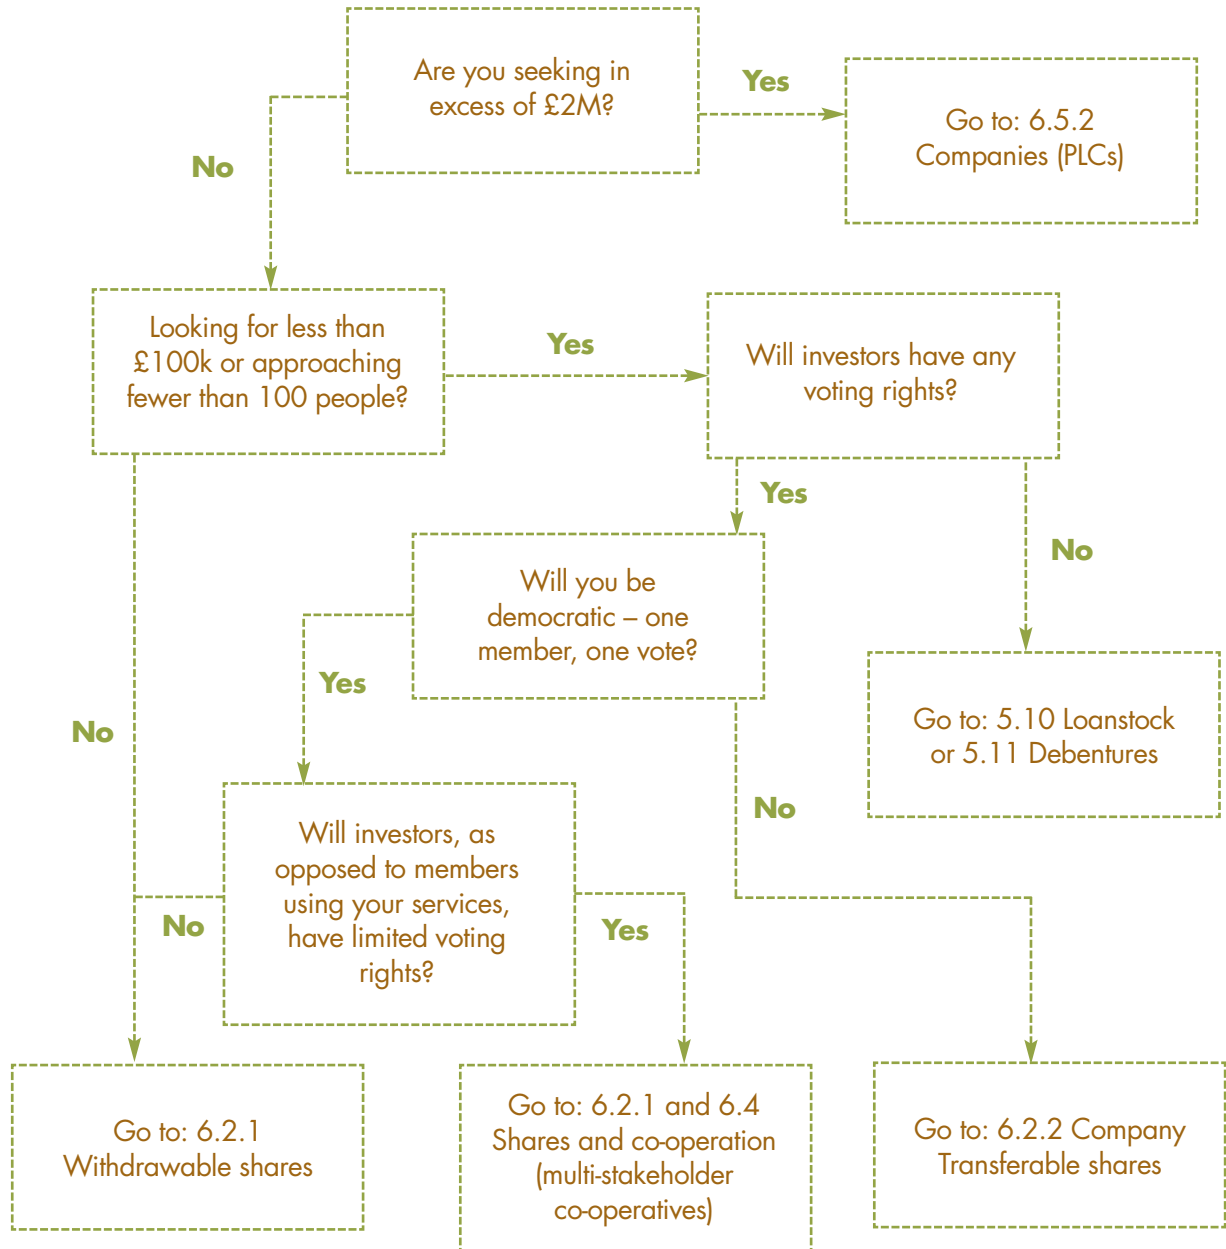 Are you seeking in
excess of £2M?
Yes
Go to: 6.5.2
Companies (PLCs)
No
Looking for less than
£100k or approaching
fewer than 100 people?
Yes
Will investors have any
voting rights?
Yes
No
Will you be
democratic – one
member, one vote?
Yes
No
Go to: 5.10 Loanstock
or 5.11 Debentures
No
Will investors, as
opposed to members
using your services,
have limited voting
rights?
No
Yes
Go to: 6.2.1
Withdrawable shares
Go to: 6.2.1 and 6.4
Shares and co-operation
(multi-stakeholder
co-operatives)
Go to: 6.2.2 Company
Transferable shares